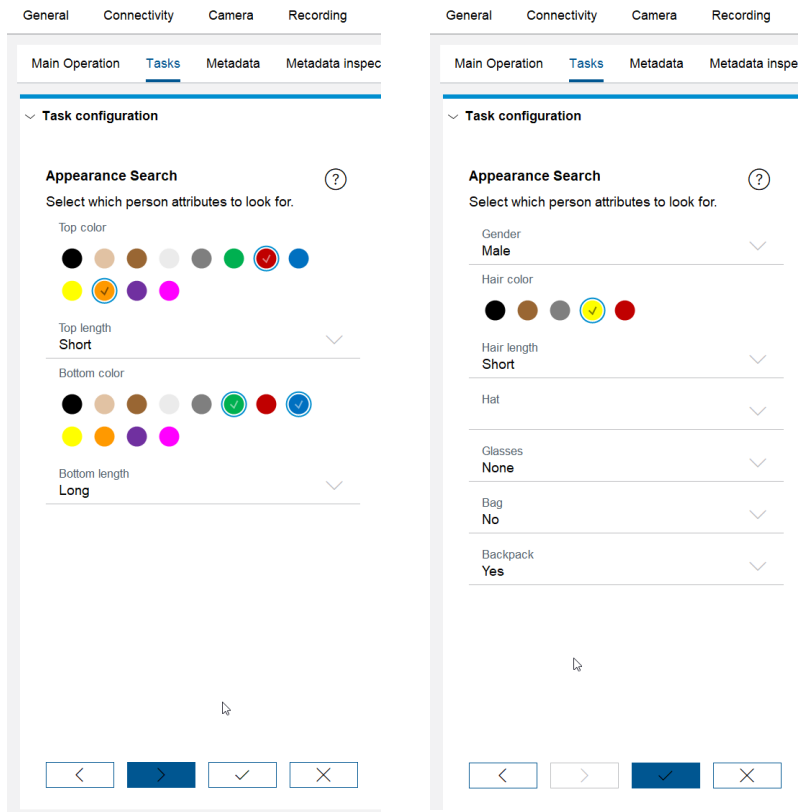 General Connectivity Camera Recording
Main Operation Tasks Metadata Metadata inspec
Task configuration
Appearance Search ?
Select which person attributes to look for.
Top color
Top length
Short
Bottom color
Bottom length
Long
General Connectivity Camera Recording
Main Operation Tasks Metadata Metadata inspe
Task configuration
Appearance Search ?
Select which person attributes to look for.
Gender
Male
Hair color
Hair length
Short
Hat
Glasses
None
Bag
No
Backpack
Yes